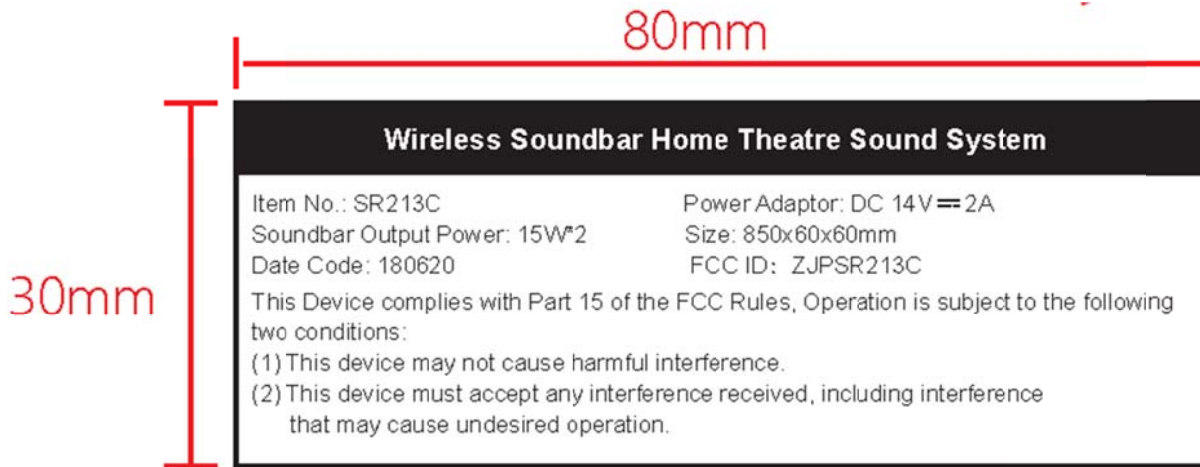 80mm
30mm
Wireless Soundbar Home Theatre Sound System
Item No.: SR213C
Power Adaptor: DC 14V⎓2A
Soundbar Output Power: 15W*2
Size: 850x60x60mm
Date Code: 180620
FCC ID: ZJPSR213C
This Device complies with Part 15 of the FCC Rules, Operation is subject to the following
two conditions:
(1) This device may not cause harmful interference.
(2) This device must accept any interference received, including interference
that may cause undesired operation.